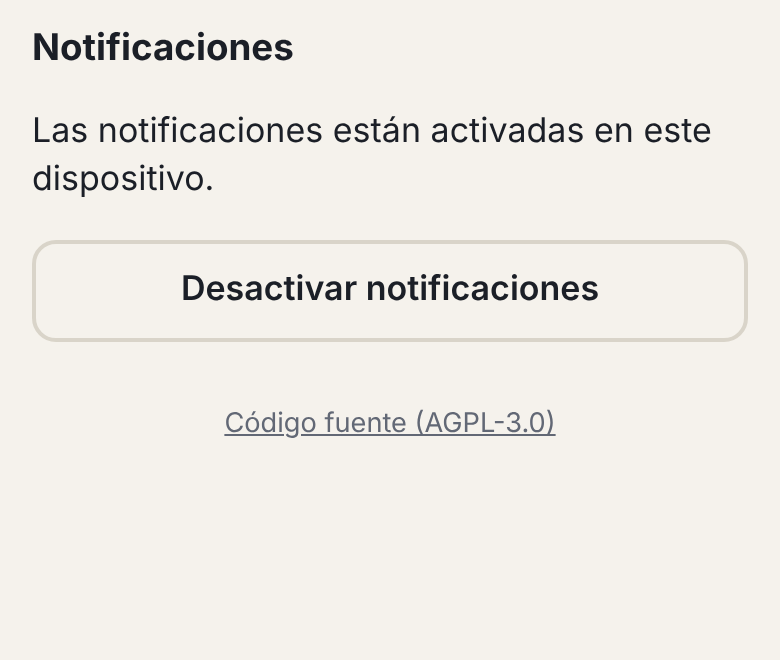 Notificaciones
Las notificaciones están activadas en este
dispositivo.
Desactivar notificaciones
Código fuente (AGPL-3.0)